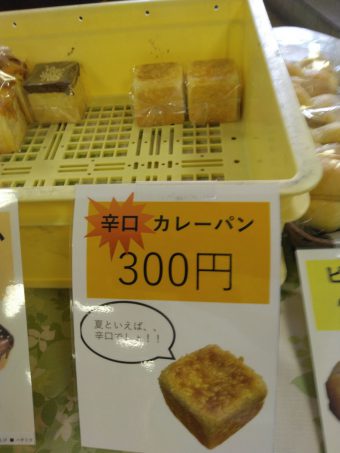 辛口 カレーパン
300円
夏といえば、、
辛口でしょ！！